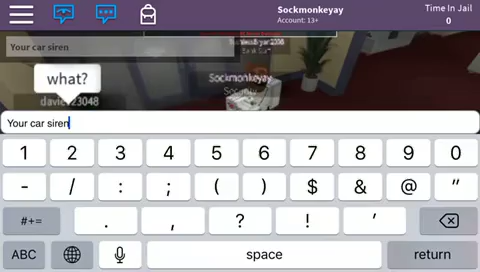 Sockmonkeyay
Account: 13+
Time In Jail
0
Your car siren
what?
Sockmonkeyay
Security
Your car siren
1 2 3 4 5 6 7 8 9 0
- / : ; ( ) $ & @ "
#+= . , ? ! ’
ABC space return